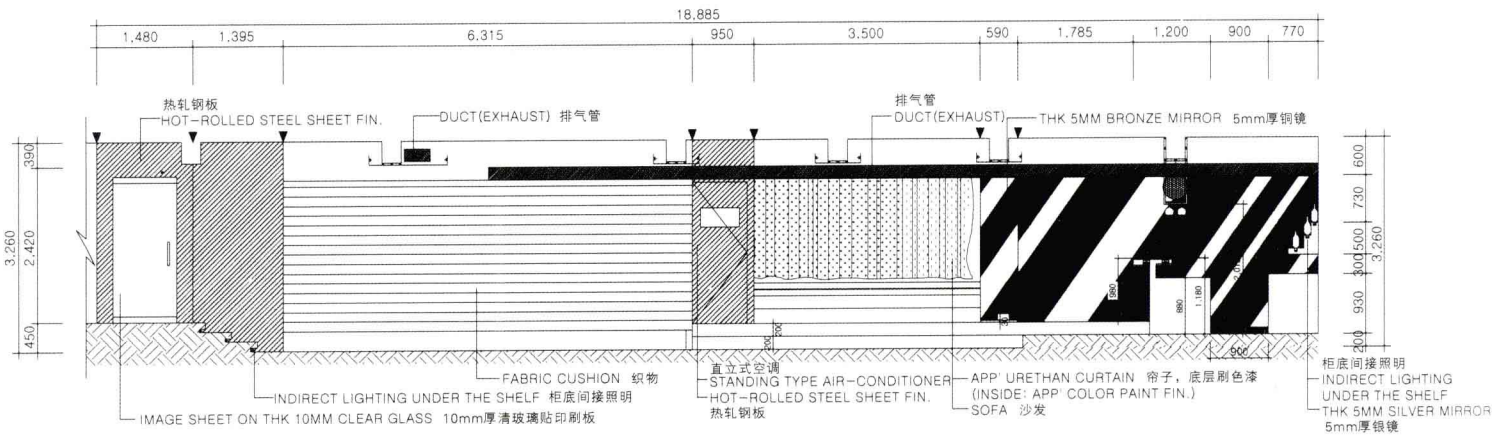 18.885
1,480
1,395
6,315
950
3,500
590
1,785
1,200
900
770
热轧钢板
HOT-ROLLED STEEL SHEET FIN.
DUCT(EXHAUST) 排气管
排气管
DUCT(EXHAUST)
THK 5MM BRONZE MIRROR 5mm厚铜镜
3,260
390
2,420
450
600
730
500
300
930
200
3,260
980
880
1,180
200
200
900
FABRIC CUSHION 织物
INDIRECT LIGHTING UNDER THE SHELF 柜底间接照明
IMAGE SHEET ON THK 10MM CLEAR GLASS 10mm厚清玻璃贴印刷板
直立式空调
STANDING TYPE AIR-CONDITIONER
HOT-ROLLED STEEL SHEET FIN.
热轧钢板
APP' URETHAN CURTAIN 帘子，底层刷色漆
(INSIDE: APP' COLOR PAINT FIN.)
SOFA 沙发
柜底间接照明
INDIRECT LIGHTING
UNDER THE SHELF
THK 5MM SILVER MIRROR
5mm厚银镜